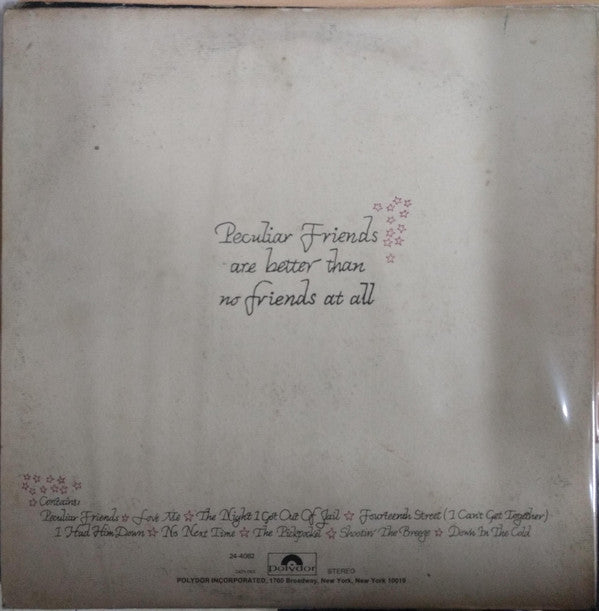 Peculiar Friends
are better than
no friends at all
Contains:
Peculiar Friends ☆ Love Me ☆ The Night I Got Out Of Jail ☆ Fourteenth Street (I Can't Get Together)
I Had Him Down ☆ No Next Time ☆ The Pickpocket ☆ Shootin' The Breeze ☆ Down In The Cold
24-4082
Polydor
STEREO
POLYDOR INCORPORATED, 1760 Broadway, New York, New York 10019